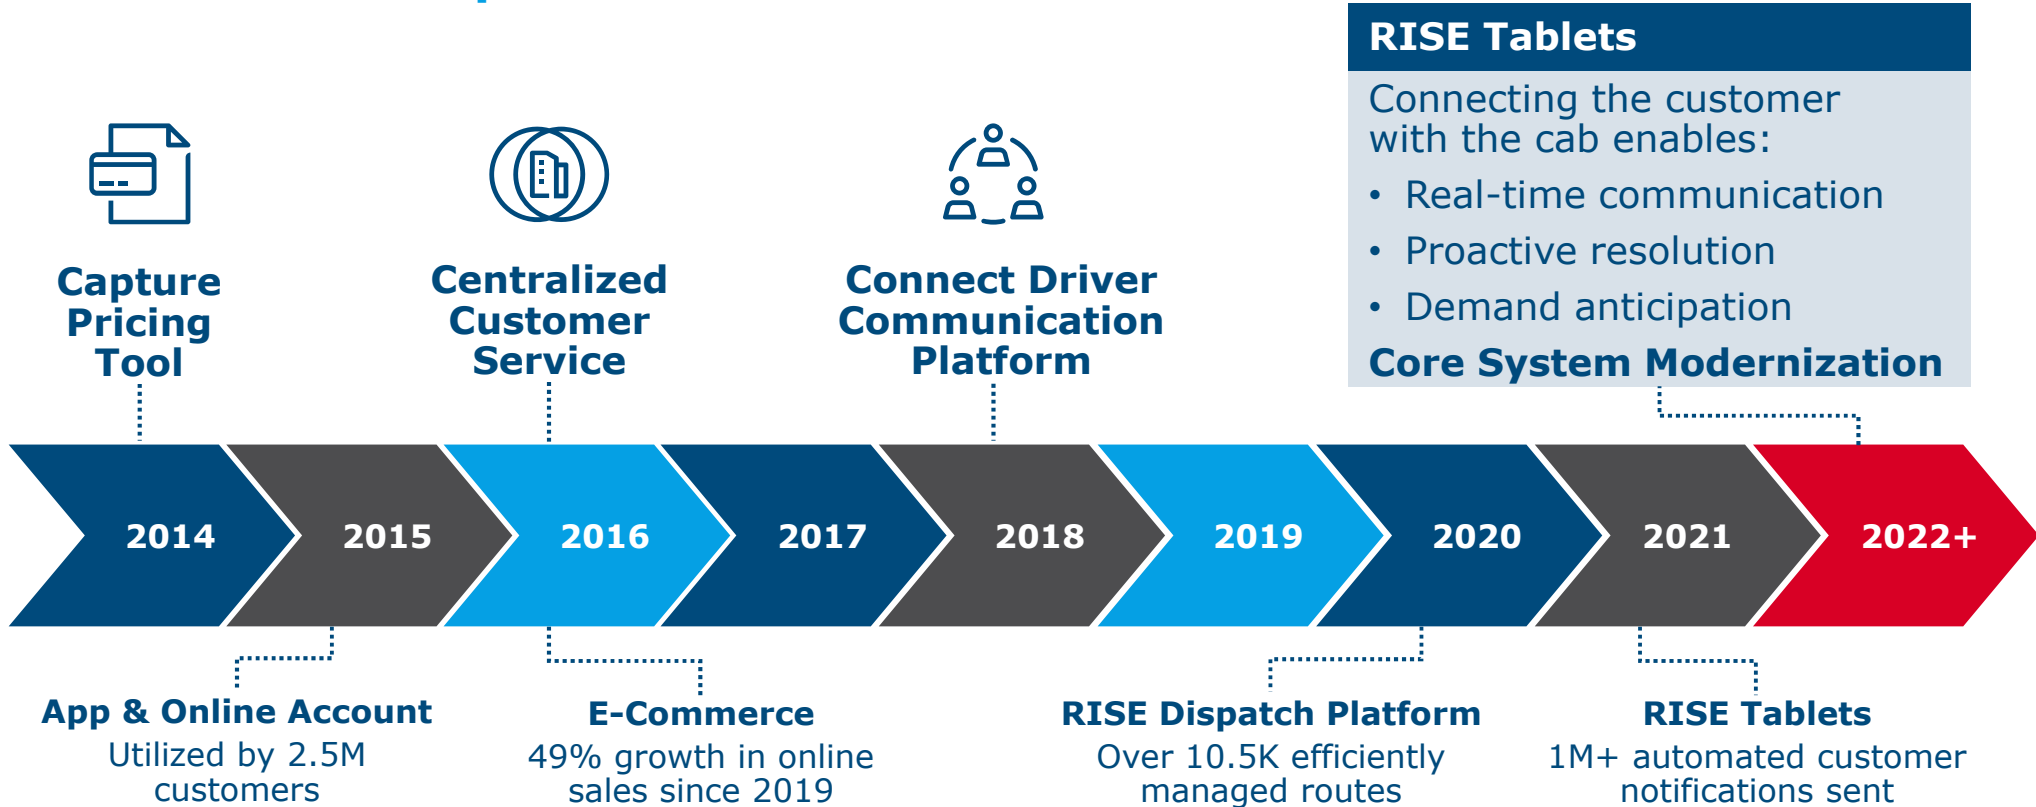 RISE Tablets
Connecting the customer
with the cab enables:
• Real-time communication
• Proactive resolution
• Demand anticipation
Core System Modernization
Capture
Pricing
Tool
Centralized
Customer
Service
Connect Driver
Communication
Platform
2014
2015
2016
2017
2018
2019
2020
2021
2022+
App & Online Account
Utilized by 2.5M
customers
E-Commerce
49% growth in online
sales since 2019
RISE Dispatch Platform
Over 10.5K efficiently
managed routes
RISE Tablets
1M+ automated customer
notifications sent